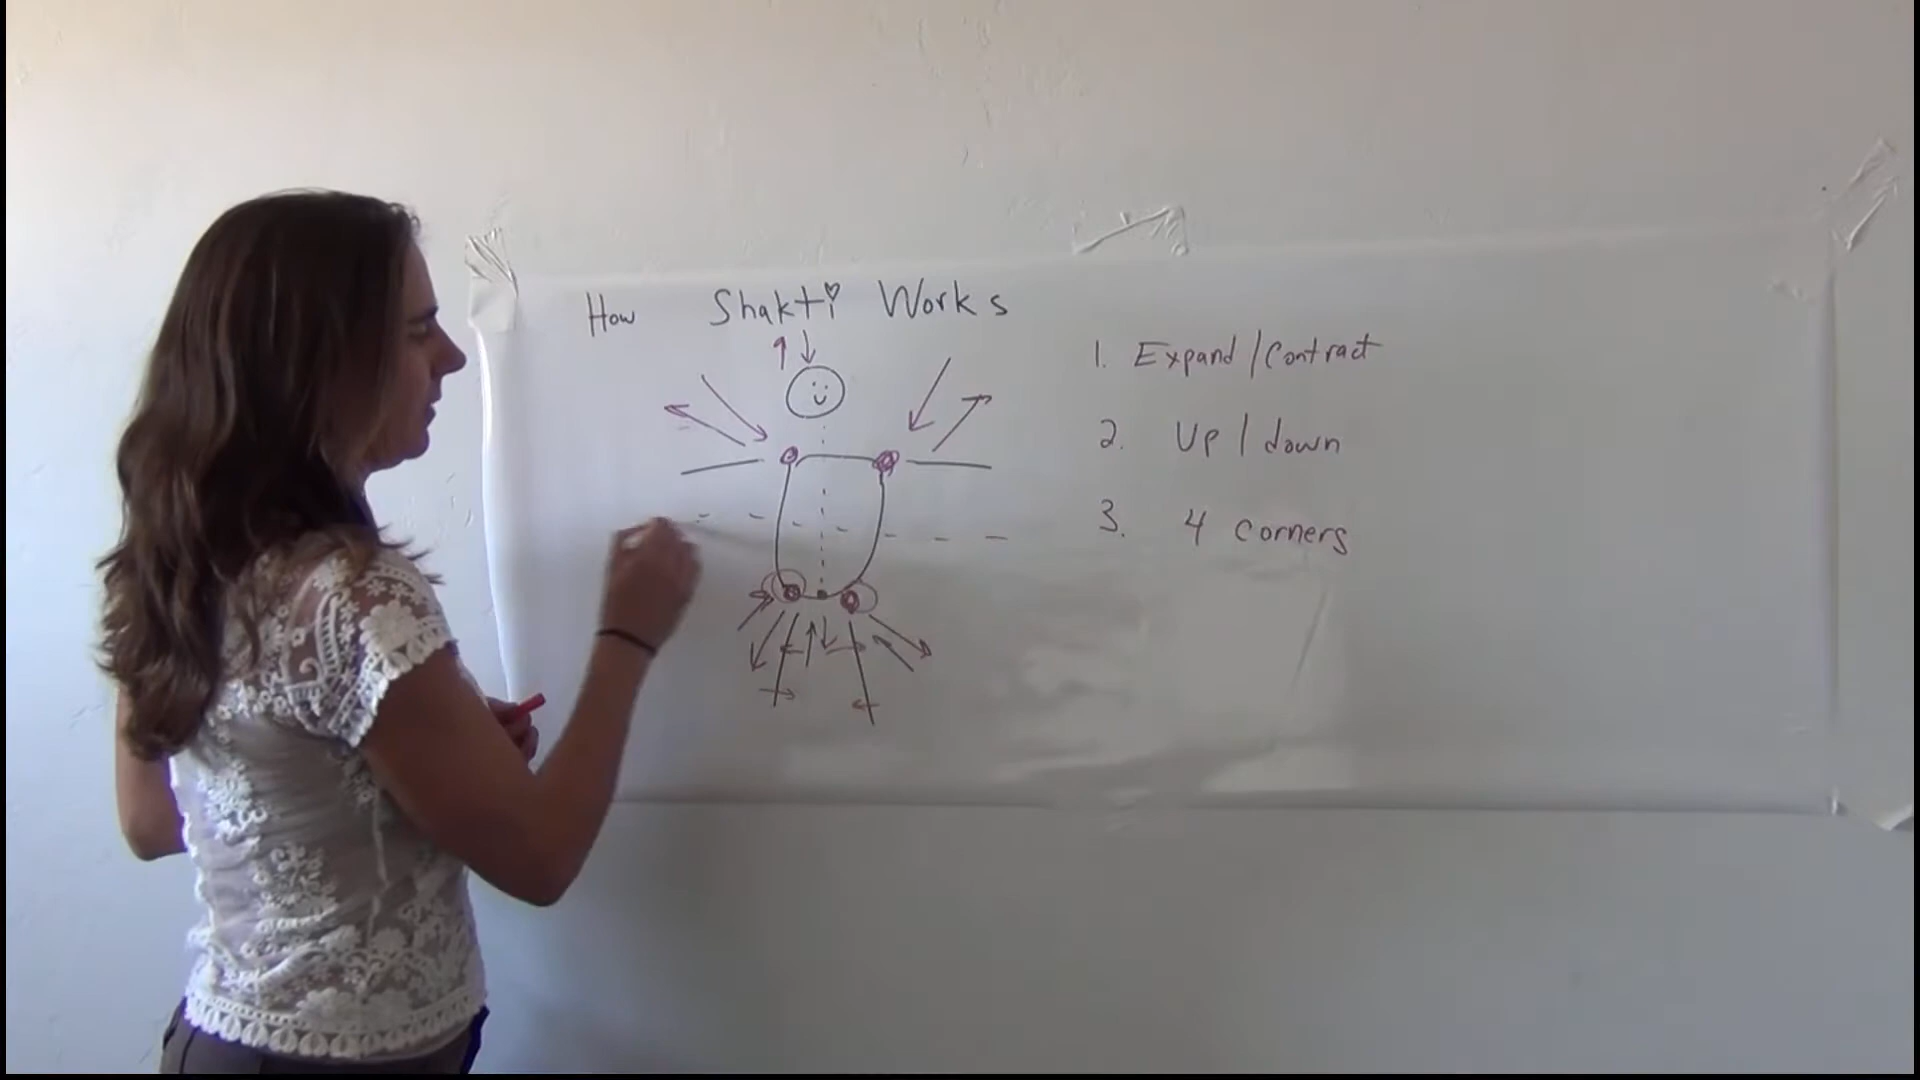 How Shakti Works
1. Expand/Contract
2. Up/down
3. 4 corners